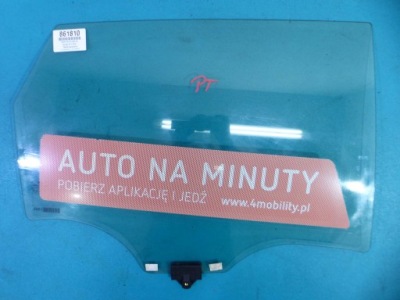 861810
PT
AUTO NA MINUTY
POBIERZ APLIKACJĘ I JEDŹ
www.4mobility.pl